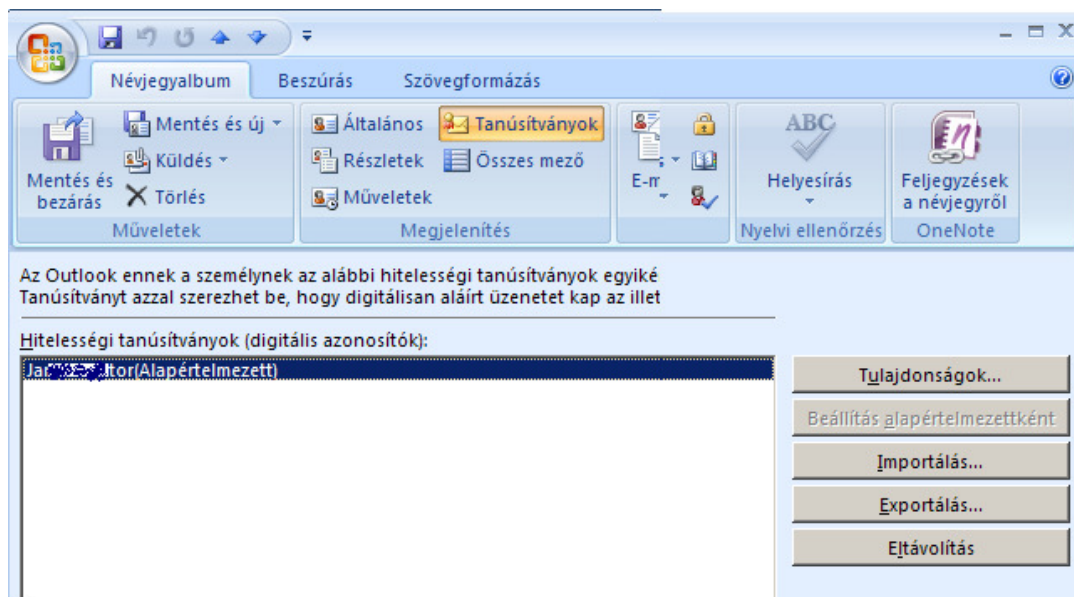 Névjegyalbum Beszúrás Szövegformázás
Mentés és bezárás
Mentés és új
Küldés
Törlés
Műveletek
Általános
Részletek
Műveletek
Tanúsítványok
Összes mező
Megjelenítés
ABC
Helyesírás
Nyelvi ellenőrzés
Feljegyzések
a névjegyről
OneNote
Az Outlook ennek a személynek az alábbi hitelességi tanúsítványok egyiké
Tanúsítványt azzal szerezhet be, hogy digitálisan aláírt üzenetet kap az illet
Hitelességi tanúsítványok (digitális azonosítók):
(Alapértelmezett)
Tulajdonságok...
Beállítás alapértelmezettként
Importálás...
Exportálás...
Eltávolítás